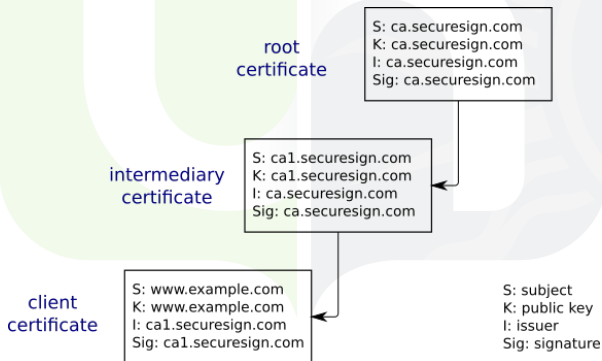 root
certificate
S: ca.securesign.com
K: ca.securesign.com
I: ca.securesign.com
Sig: ca.securesign.com
intermediary
certificate
S: ca1.securesign.com
K: ca1.securesign.com
I: ca.securesign.com
Sig: ca.securesign.com
client
certificate
S: www.example.com
K: www.example.com
I: ca1.securesign.com
Sig: ca1.securesign.com
S: subject
K: public key
I: issuer
Sig: signature